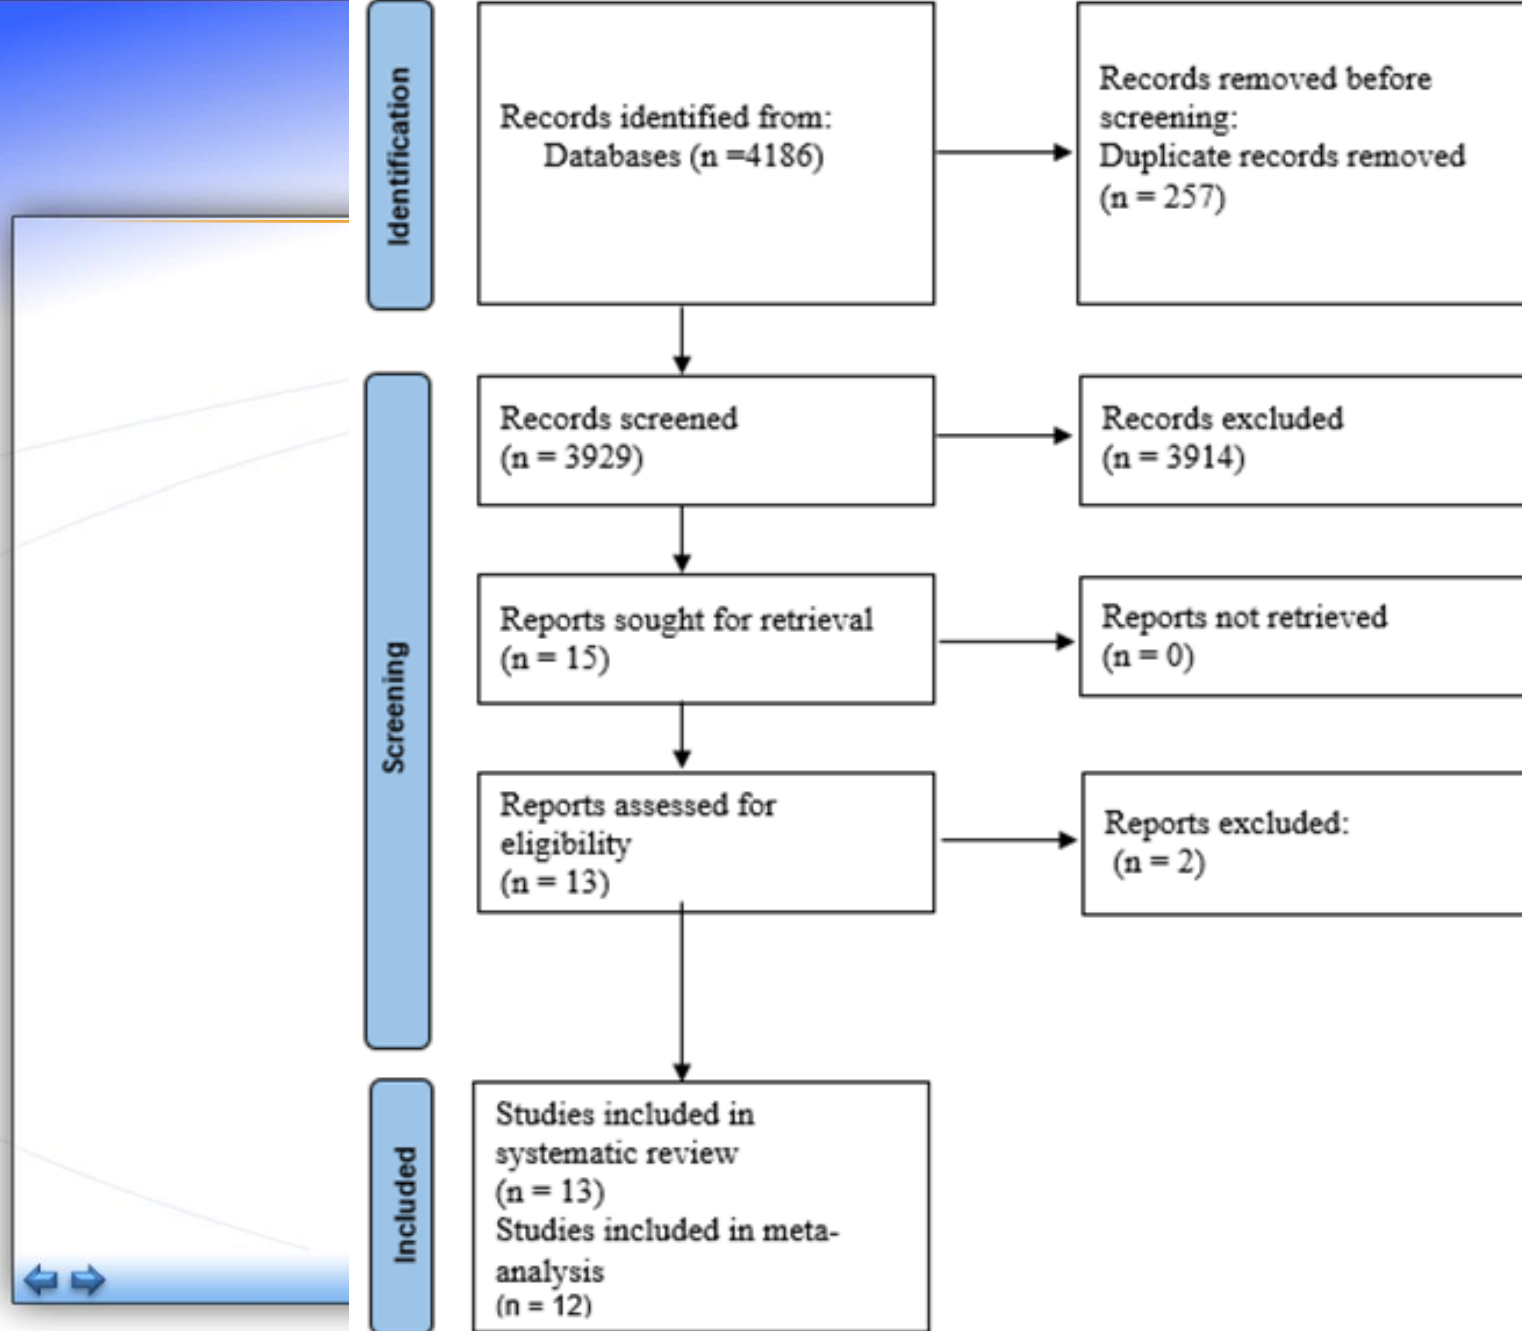 Identification
Records identified from:
Databases (n =4186)
Records removed before
screening:
Duplicate records removed
(n = 257)
Screening
Records screened
(n = 3929)
Records excluded
(n = 3914)
Reports sought for retrieval
(n = 15)
Reports not retrieved
(n = 0)
Reports assessed for
eligibility
(n = 13)
Reports excluded:
(n = 2)
Included
Studies included in
systematic review
(n = 13)
Studies included in meta-
analysis
(n = 12)